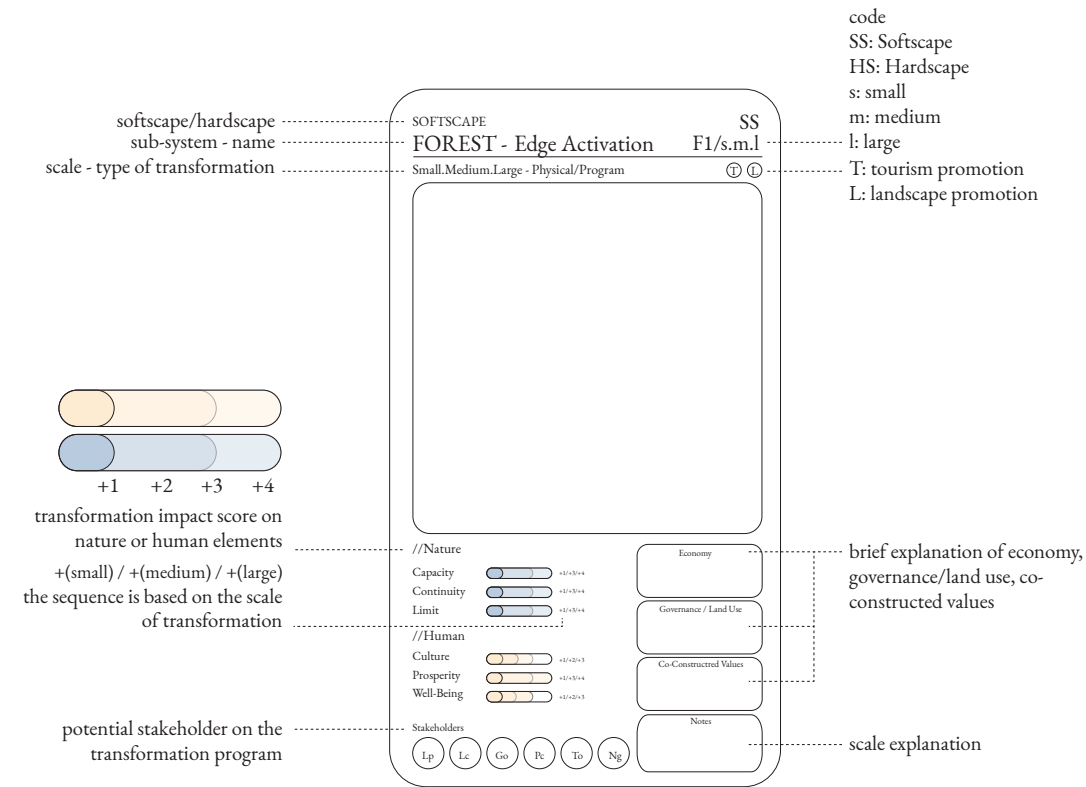 code
SS: Softscape
HS: Hardscape
s: small
m: medium
l: large
T: tourism promotion
L: landscape promotion
softscape/hardscape
sub-system - name
scale - type of transformation
SOFTSCAPE
SS
FOREST - Edge Activation
F1/s.m.l
Small.Medium.Large - Physical/Program
T
L
+1
+2
+3
+4
transformation impact score on
nature or human elements
+(small) / +(medium) / +(large)
the sequence is based on the scale
of transformation
potential stakeholder on the
transformation program
//Nature
Capacity
+1/+3/+4
Continuity
+1/+3/+4
Limit
+1/+3/+4
//Human
Culture
+1/+2/+3
Prosperity
+1/+3/+4
Well-Being
+1/+2/+3
Stakeholders
Lp
Lc
Go
Pc
To
Ng
Economy
Governance / Land Use
Co-Constructred Values
Notes
brief explanation of economy,
governance/land use, co-
constructed values
scale explanation